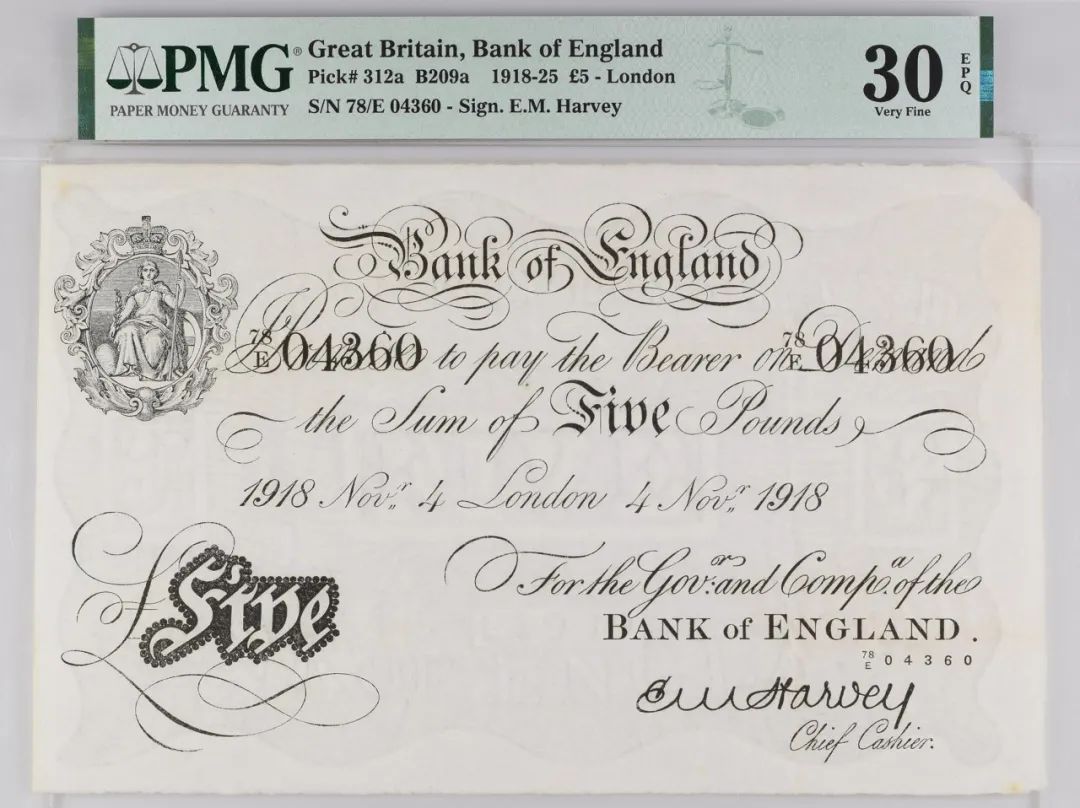 PMG® Great Britain, Bank of England
Pick# 312a B209a 1918-25 £5 - London
PAPER MONEY GUARANTY S/N 78/E 04360 - Sign. E.M. Harvey
30
Very Fine
EPQ
Bank of England
78/E 04360 78/E 04360
Promise to pay the Bearer on Demand
the Sum of Five Pounds
1918 Novr. 4 London 4 Novr. 1918
£Five
For the Govr. and Compa. of the
BANK of ENGLAND.
78/E 04360
E M Harvey
Chief Cashier.